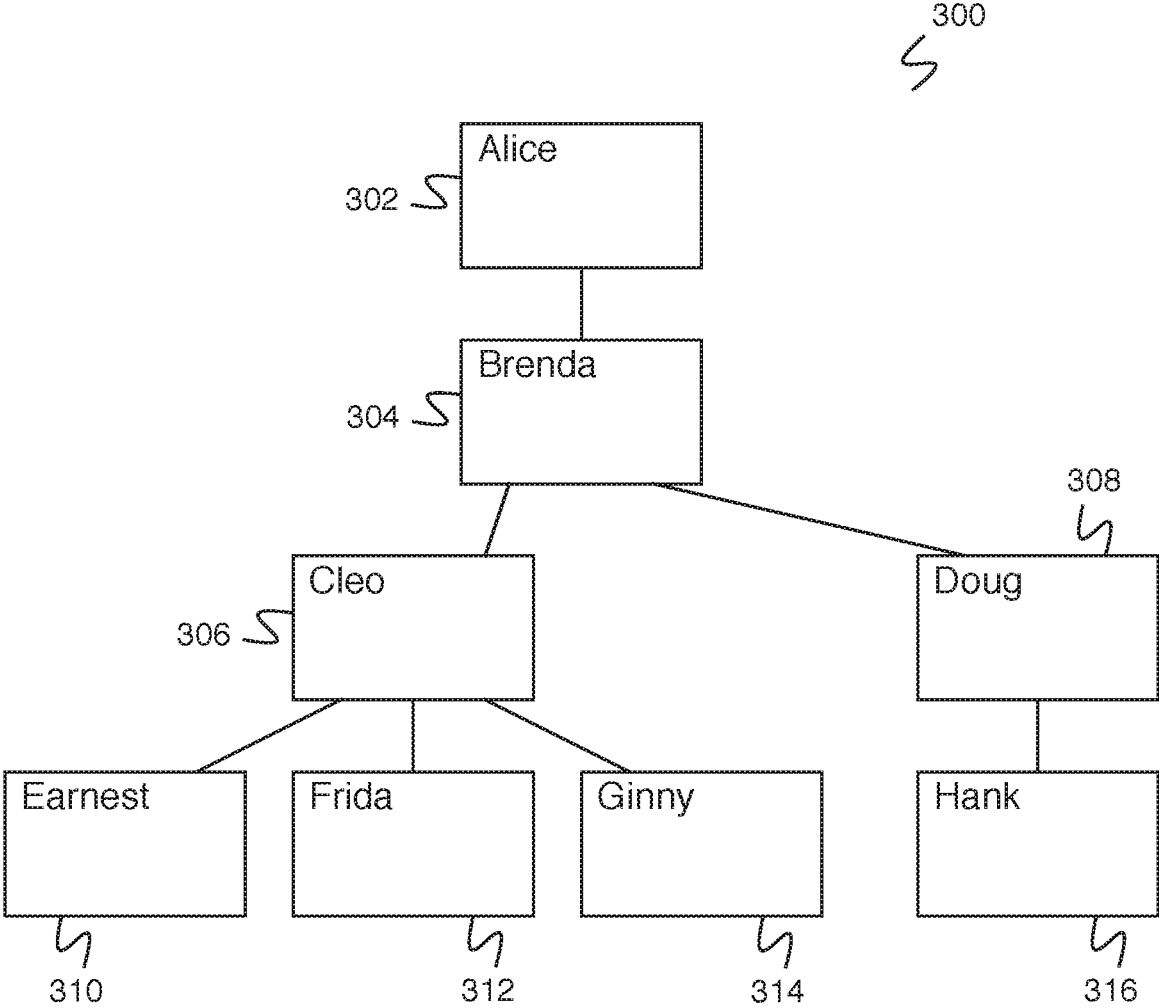 300
Alice
302
Brenda
304
308
Cleo
Doug
306
Earnest
Frida
Ginny
Hank
310
312
314
316